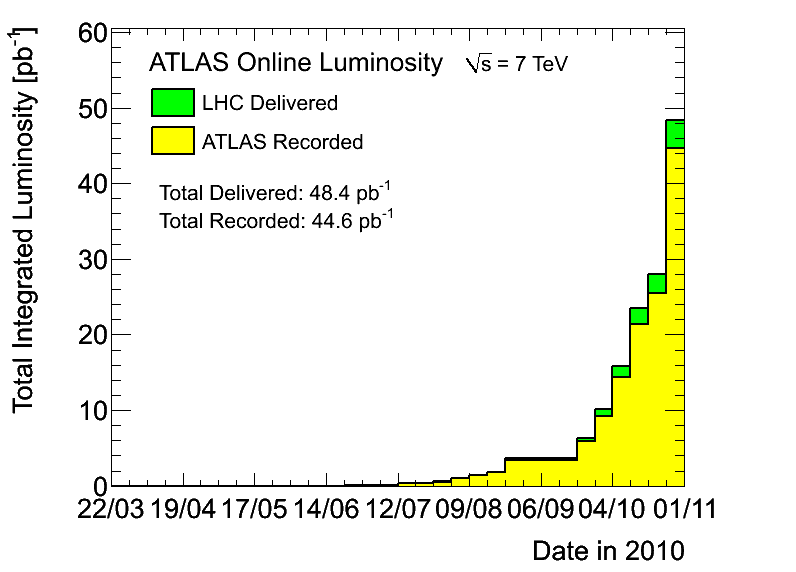 Total Integrated Luminosity [pb⁻¹]
60
50
40
30
20
10
0
ATLAS Online Luminosity √s = 7 TeV
LHC Delivered
ATLAS Recorded
Total Delivered: 48.4 pb⁻¹
Total Recorded: 44.6 pb⁻¹
22/03 19/04 17/05 14/06 12/07 09/08 06/09 04/10 01/11
Date in 2010